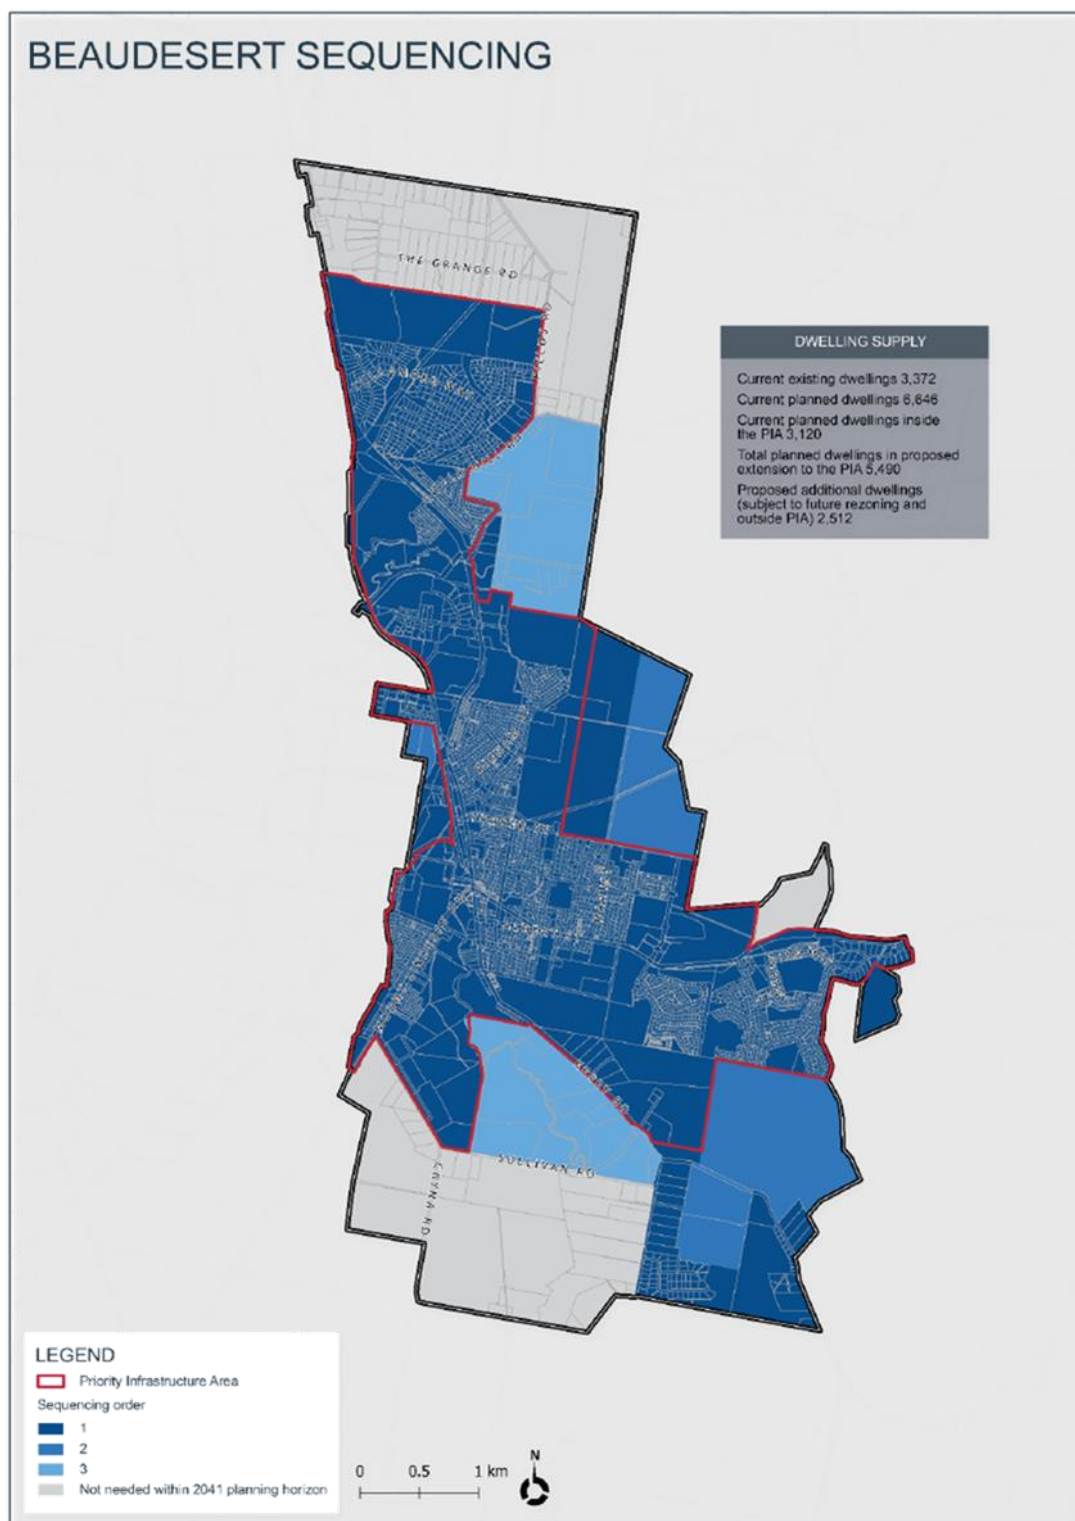 BEAUDESERT SEQUENCING
THE GRANGE RD
DWELLING SUPPLY
Current existing dwellings 3,372
Current planned dwellings 6,646
Current planned dwellings inside
the PIA 3,120
Total planned dwellings in proposed
extension to the PIA 5,490
Proposed additional dwellings
(subject to future rezoning and
outside PIA) 2,512
KERRY RD
SULLIVAN RD
LEGEND
Priority Infrastructure Area
Sequencing order
1
2
3
Not needed within 2041 planning horizon
0 0.5 1 km
N